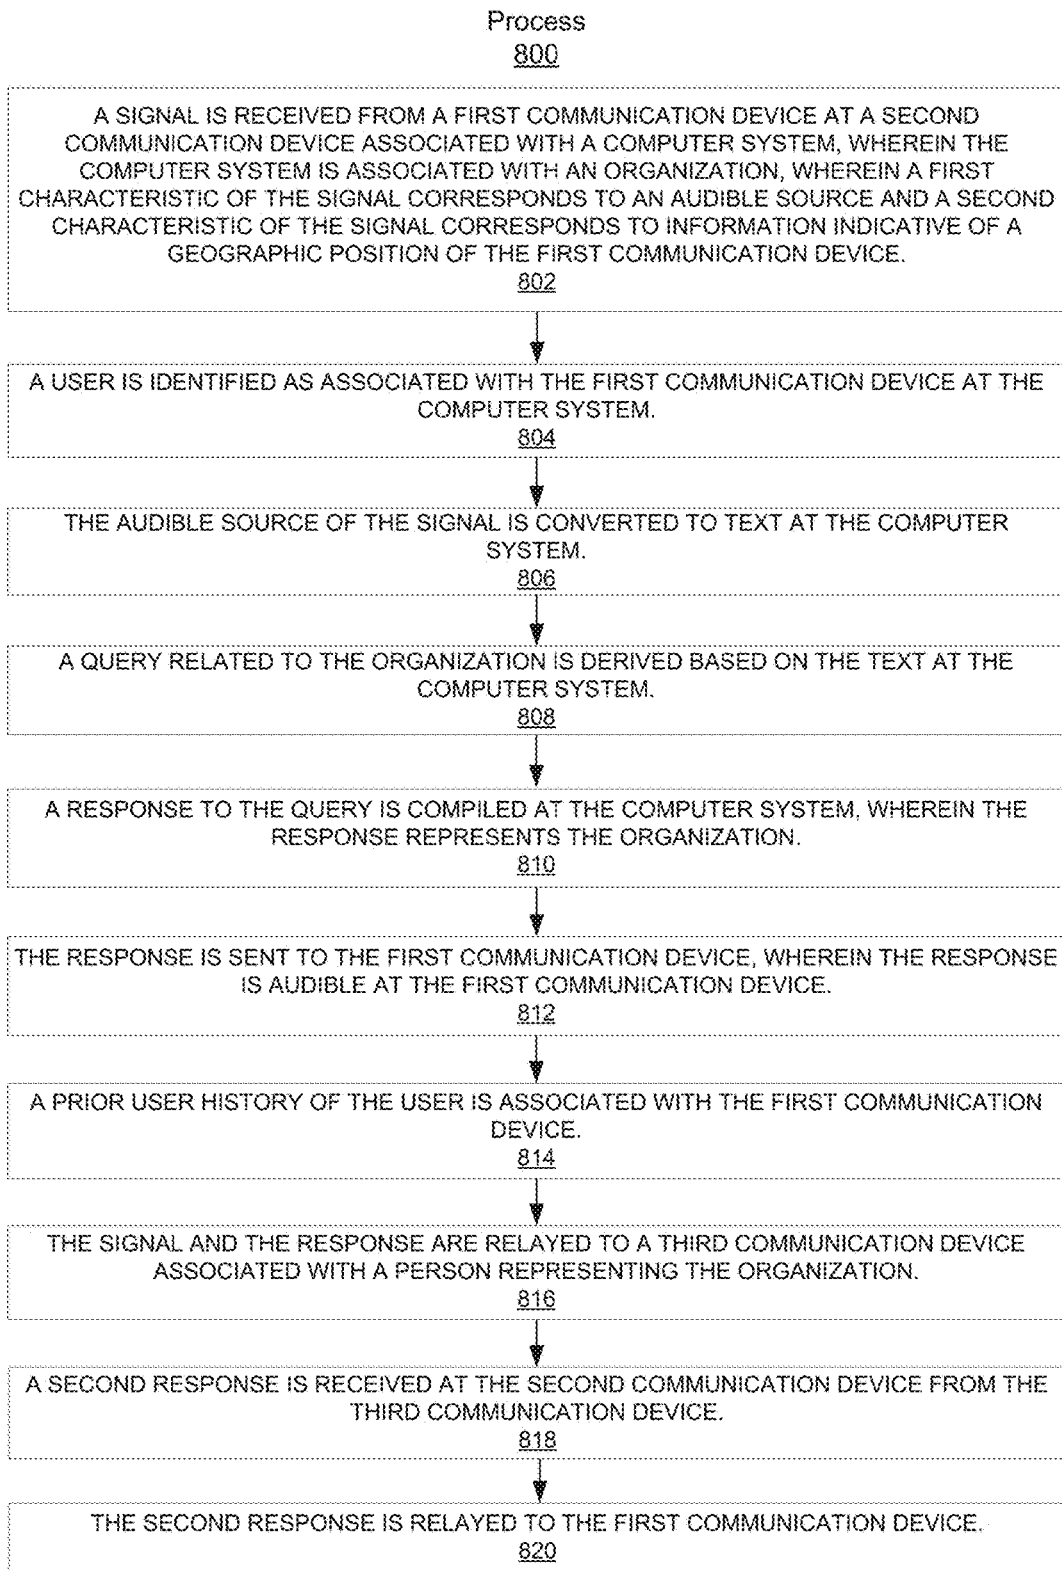 Process
800
A SIGNAL IS RECEIVED FROM A FIRST COMMUNICATION DEVICE AT A SECOND
COMMUNICATION DEVICE ASSOCIATED WITH A COMPUTER SYSTEM, WHEREIN THE
COMPUTER SYSTEM IS ASSOCIATED WITH AN ORGANIZATION, WHEREIN A FIRST
CHARACTERISTIC OF THE SIGNAL CORRESPONDS TO AN AUDIBLE SOURCE AND A SECOND
CHARACTERISTIC OF THE SIGNAL CORRESPONDS TO INFORMATION INDICATIVE OF A
GEOGRAPHIC POSITION OF THE FIRST COMMUNICATION DEVICE.
802
A USER IS IDENTIFIED AS ASSOCIATED WITH THE FIRST COMMUNICATION DEVICE AT THE
COMPUTER SYSTEM.
804
THE AUDIBLE SOURCE OF THE SIGNAL IS CONVERTED TO TEXT AT THE COMPUTER
SYSTEM.
806
A QUERY RELATED TO THE ORGANIZATION IS DERIVED BASED ON THE TEXT AT THE
COMPUTER SYSTEM.
808
A RESPONSE TO THE QUERY IS COMPILED AT THE COMPUTER SYSTEM, WHEREIN THE
RESPONSE REPRESENTS THE ORGANIZATION.
810
THE RESPONSE IS SENT TO THE FIRST COMMUNICATION DEVICE, WHEREIN THE RESPONSE
IS AUDIBLE AT THE FIRST COMMUNICATION DEVICE.
812
A PRIOR USER HISTORY OF THE USER IS ASSOCIATED WITH THE FIRST COMMUNICATION
DEVICE.
814
THE SIGNAL AND THE RESPONSE ARE RELAYED TO A THIRD COMMUNICATION DEVICE
ASSOCIATED WITH A PERSON REPRESENTING THE ORGANIZATION.
816
A SECOND RESPONSE IS RECEIVED AT THE SECOND COMMUNICATION DEVICE FROM THE
THIRD COMMUNICATION DEVICE.
818
THE SECOND RESPONSE IS RELAYED TO THE FIRST COMMUNICATION DEVICE.
820